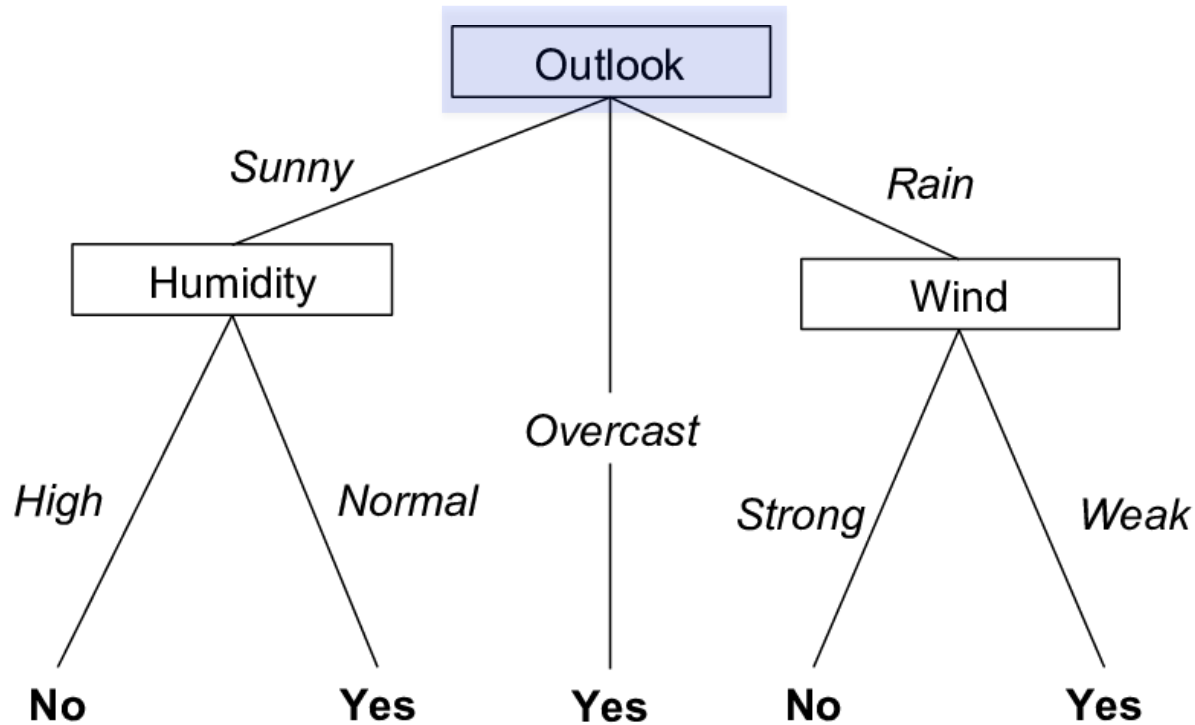 Outlook
Sunny
Rain
Humidity
Wind
Overcast
High
Normal
Strong
Weak
No
Yes
Yes
No
Yes